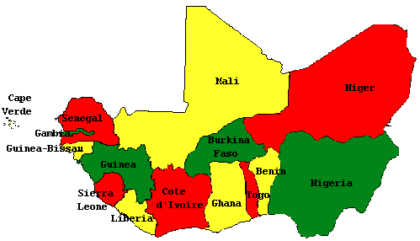 Mali
Niger
Cape
Verde
Senegal
Gambia
Guinea-Bissau
Burkina
Faso
Guinea
Benin
Nigeria
Sierra
Leone
Cote
d'Ivoire
Ghana
Togo
Liberia